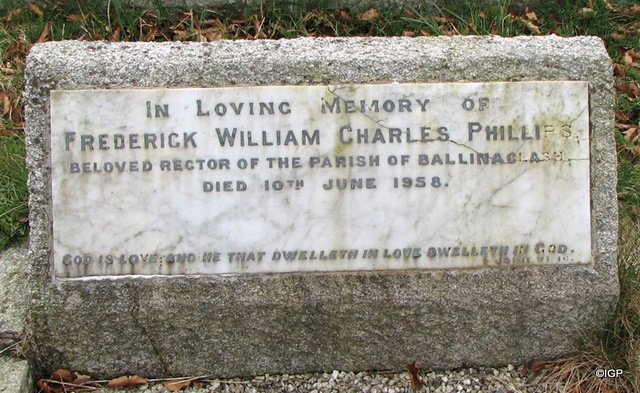 In Loving Memory of
Frederick William Charles Phillips.
BELOVED RECTOR OF THE PARISH OF BALLINACLASH.
DIED 10TH JUNE 1958.
GOD IS LOVE: AND HE THAT DWELLETH IN LOVE DWELLETH IN GOD.
©IGP